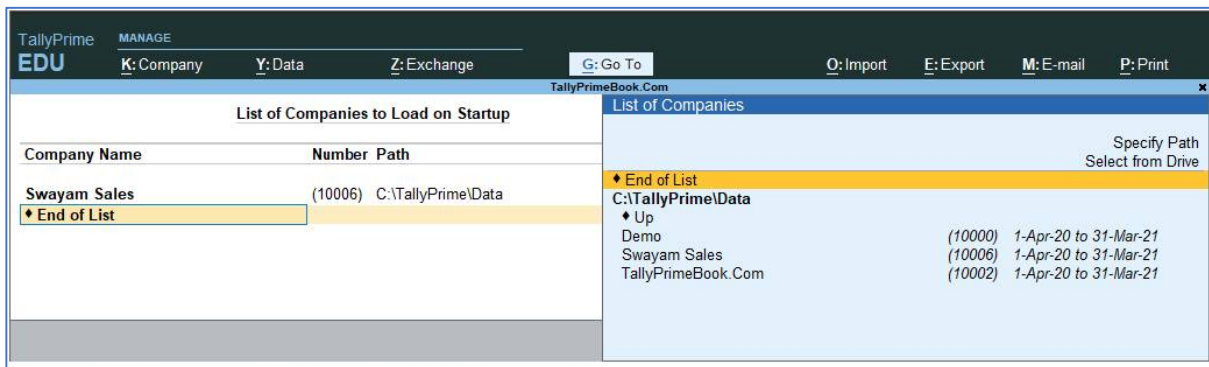 TallyPrime MANAGE
EDU K: Company Y: Data Z: Exchange G: Go To O: Import E: Export M: E-mail P: Print
TallyPrimeBook.Com x
List of Companies to Load on Startup
Company Name Number Path
Swayam Sales (10006) C:\TallyPrime\Data
♦ End of List
List of Companies
Specify Path
Select from Drive
♦ End of List
C:\TallyPrime\Data
♦ Up
Demo (10000) 1-Apr-20 to 31-Mar-21
Swayam Sales (10006) 1-Apr-20 to 31-Mar-21
TallyPrimeBook.Com (10002) 1-Apr-20 to 31-Mar-21